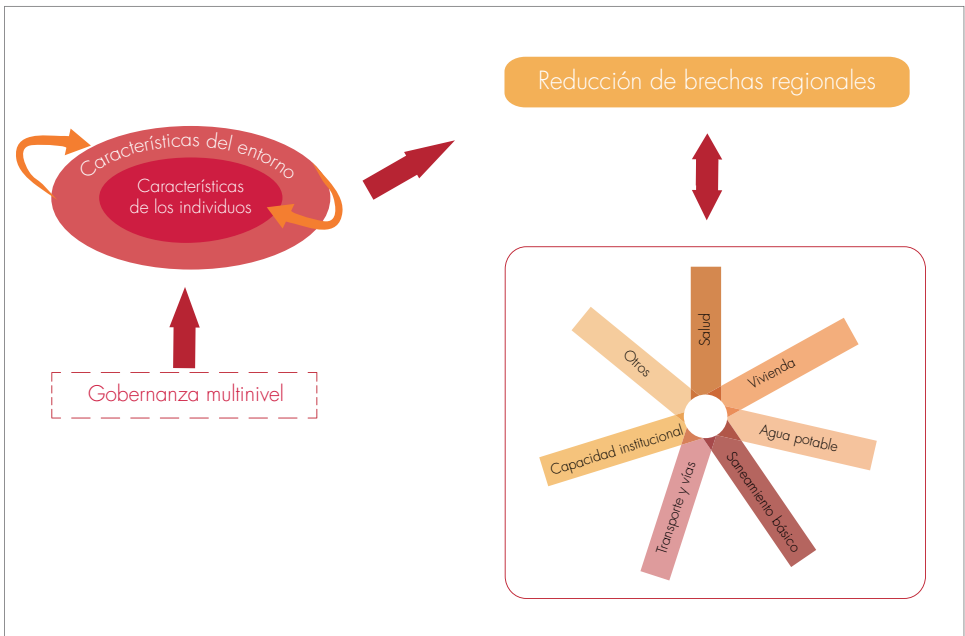 Reducción de brechas regionales
Características del entorno
Características
de los individuos
Gobernanza multinivel
Salud
Vivienda
Agua potable
Saneamiento básico
Transporte y vías
Capacidad institucional
Otros